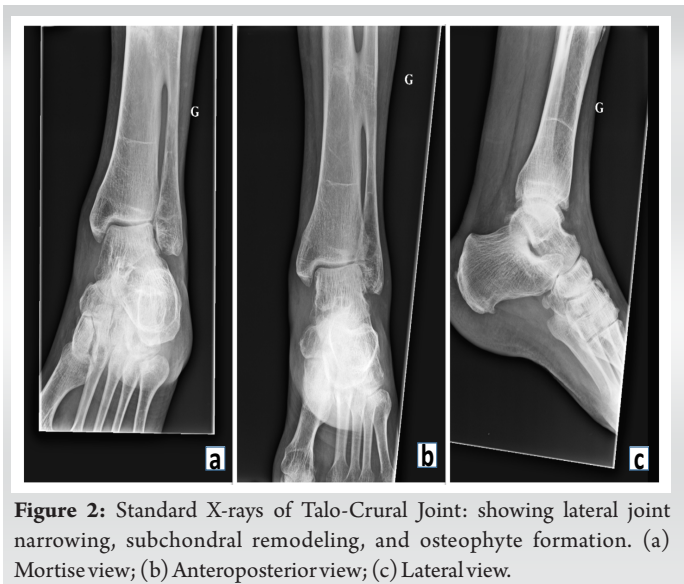 G
G
G
a
b
c
Figure 2: Standard X-rays of Talo-Crural Joint: showing lateral joint
narrowing, subchondral remodeling, and osteophyte formation. (a)
Mortise view; (b) Anteroposterior view; (c) Lateral view.